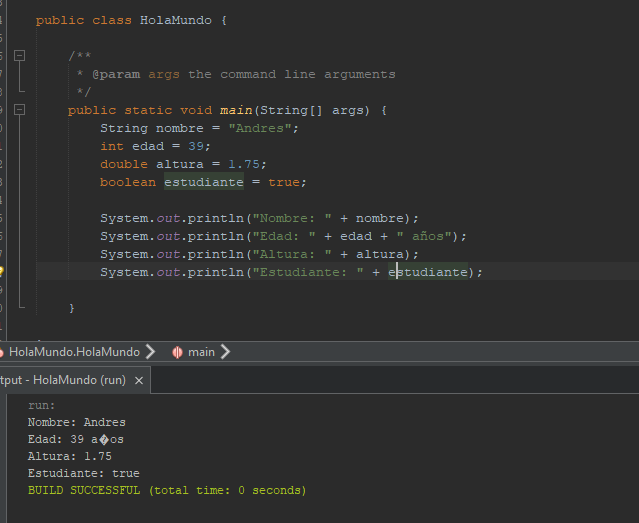 public class HolaMundo {
/**
* @param args the command line arguments
*/
public static void main(String[] args) {
String nombre = "Andres";
int edad = 39;
double altura = 1.75;
boolean estudiante = true;
System.out.println("Nombre: " + nombre);
System.out.println("Edad: " + edad + " años");
System.out.println("Altura: " + altura);
System.out.println("Estudiante: " + estudiante);
}
HolaMundo.HolaMundo main
tput - HolaMundo (run) ×
run:
Nombre: Andres
Edad: 39 a�os
Altura: 1.75
Estudiante: true
BUILD SUCCESSFUL (total time: 0 seconds)